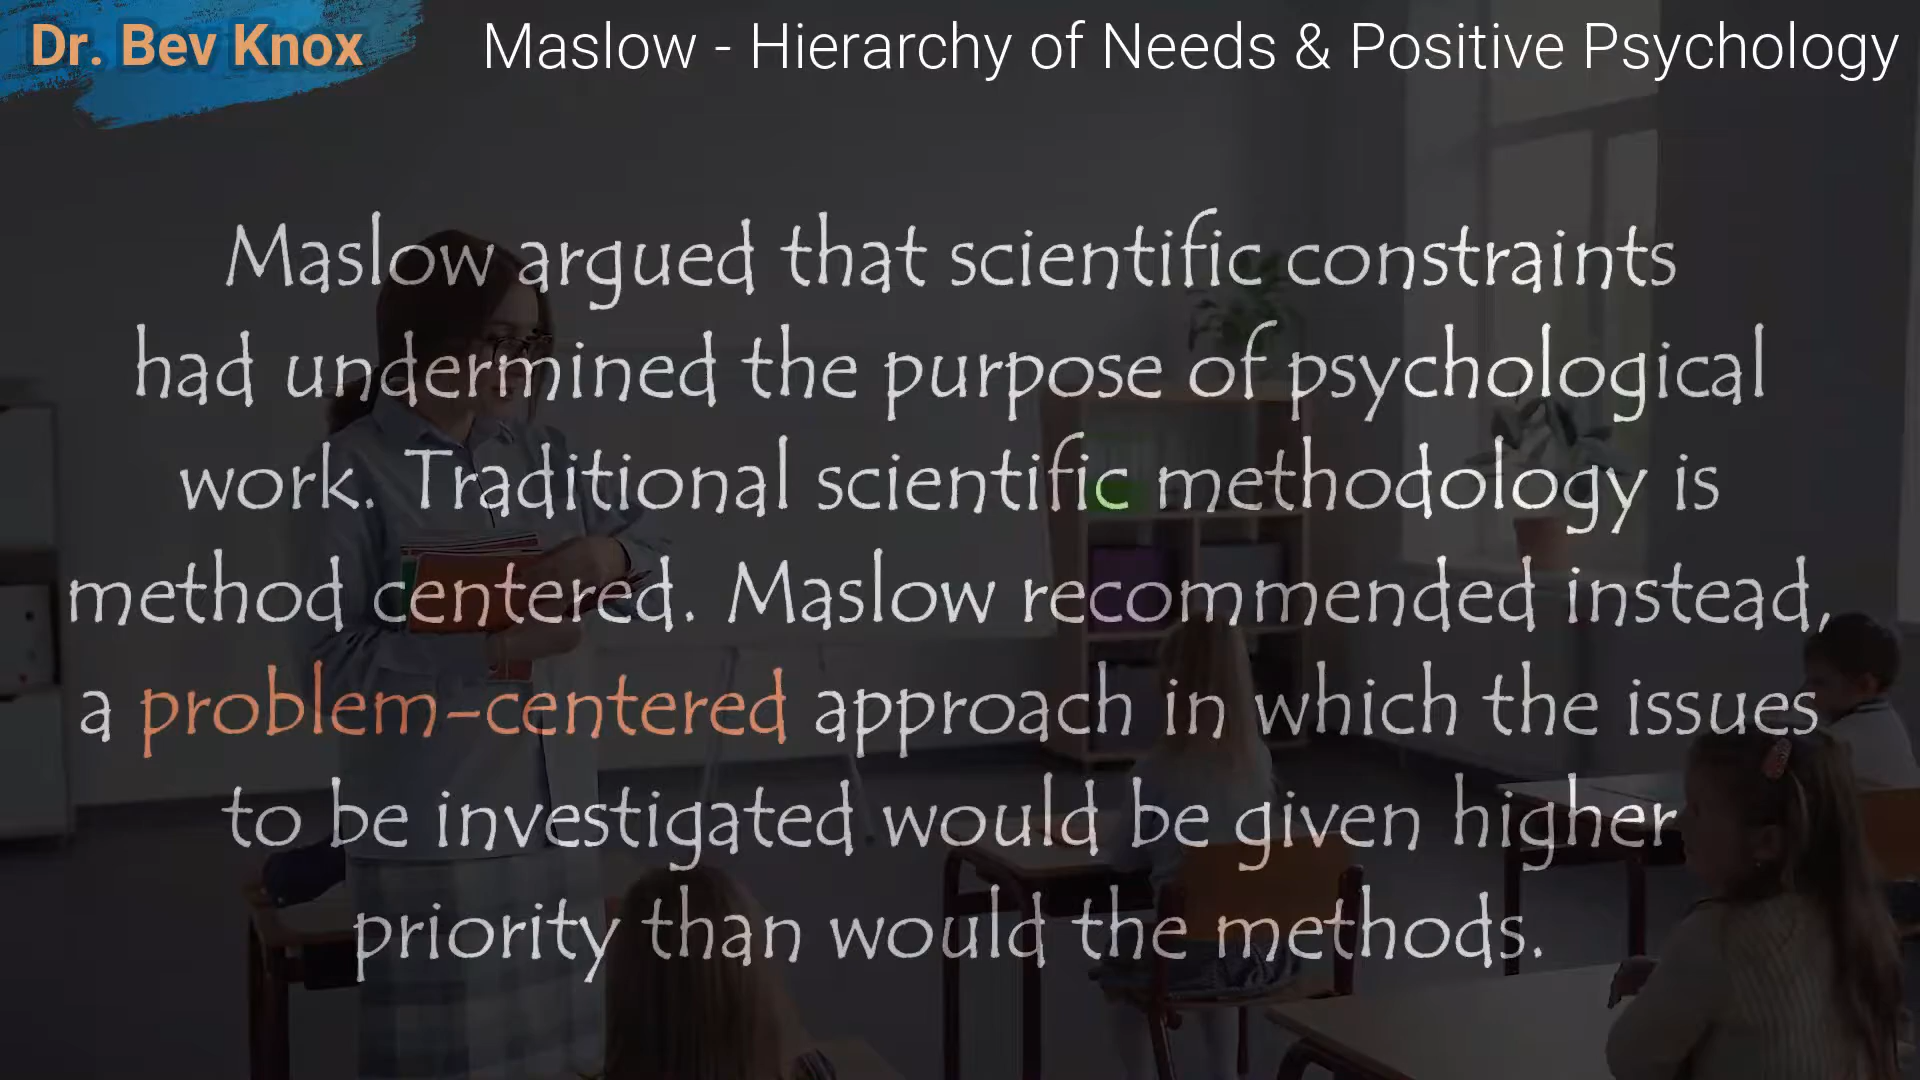 Dr. Bev Knox
Maslow - Hierarchy of Needs & Positive Psychology
Maslow argued that scientific constraints
had undermined the purpose of psychological
work. Traditional scientific methodology is
method centered. Maslow recommended instead,
a problem-centered approach in which the issues
to be investigated would be given higher
priority than would the methods.